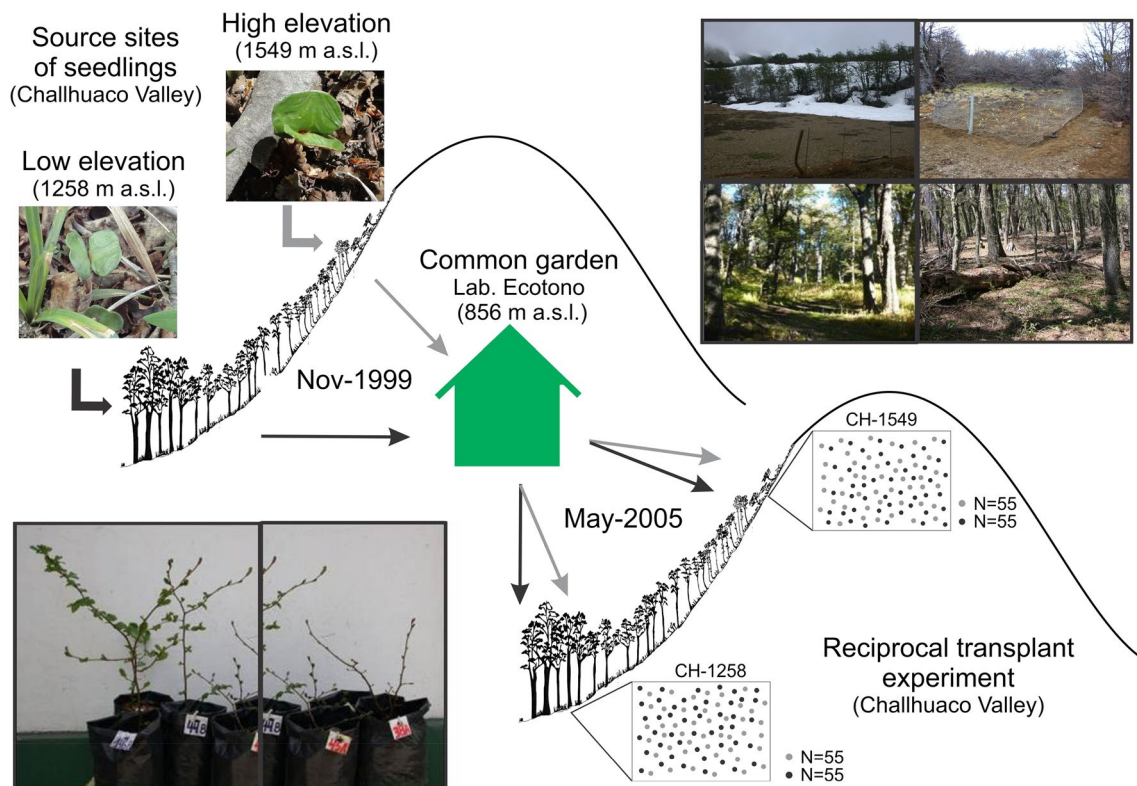 Source sites
of seedlings
(Challhuaco Valley)
High elevation
(1549 m a.s.l.)
Low elevation
(1258 m a.s.l.)
Common garden
Lab. Ecotono
(856 m a.s.l.)
Nov-1999
May-2005
CH-1549
N=55
N=55
CH-1258
N=55
N=55
Reciprocal transplant
experiment
(Challhuaco Valley)